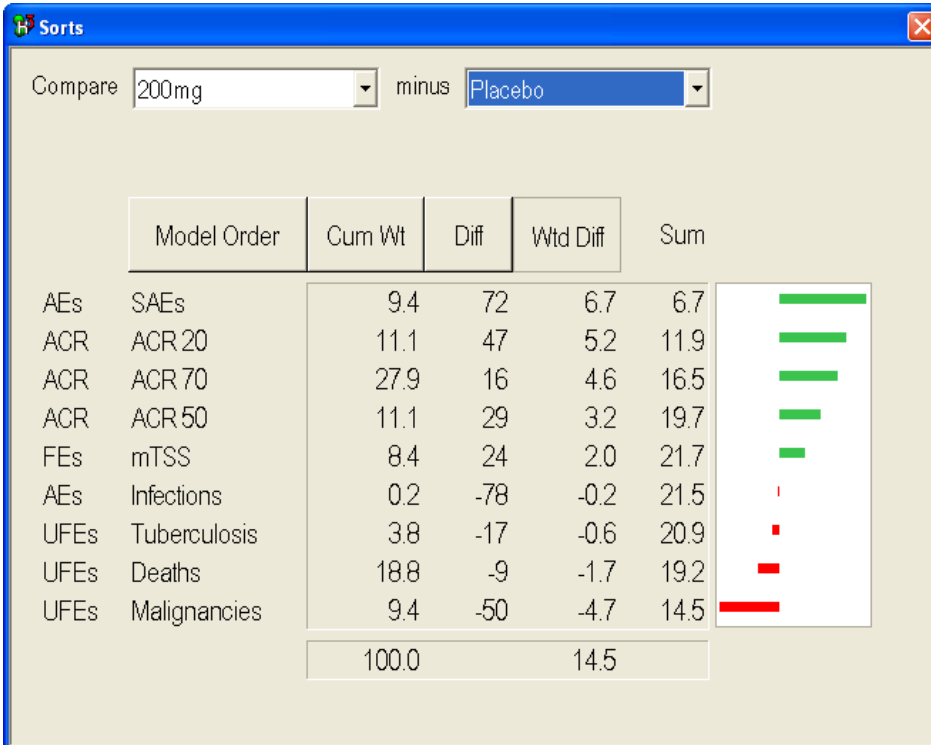 Sorts
Compare 200mg minus Placebo
Model Order Cum Wt Diff Wtd Diff Sum
AEs SAEs 9.4 72 6.7 6.7
ACR ACR 20 11.1 47 5.2 11.9
ACR ACR 70 27.9 16 4.6 16.5
ACR ACR 50 11.1 29 3.2 19.7
FEs mTSS 8.4 24 2.0 21.7
AEs Infections 0.2 -78 -0.2 21.5
UFEs Tuberculosis 3.8 -17 -0.6 20.9
UFEs Deaths 18.8 -9 -1.7 19.2
UFEs Malignancies 9.4 -50 -4.7 14.5
100.0 14.5